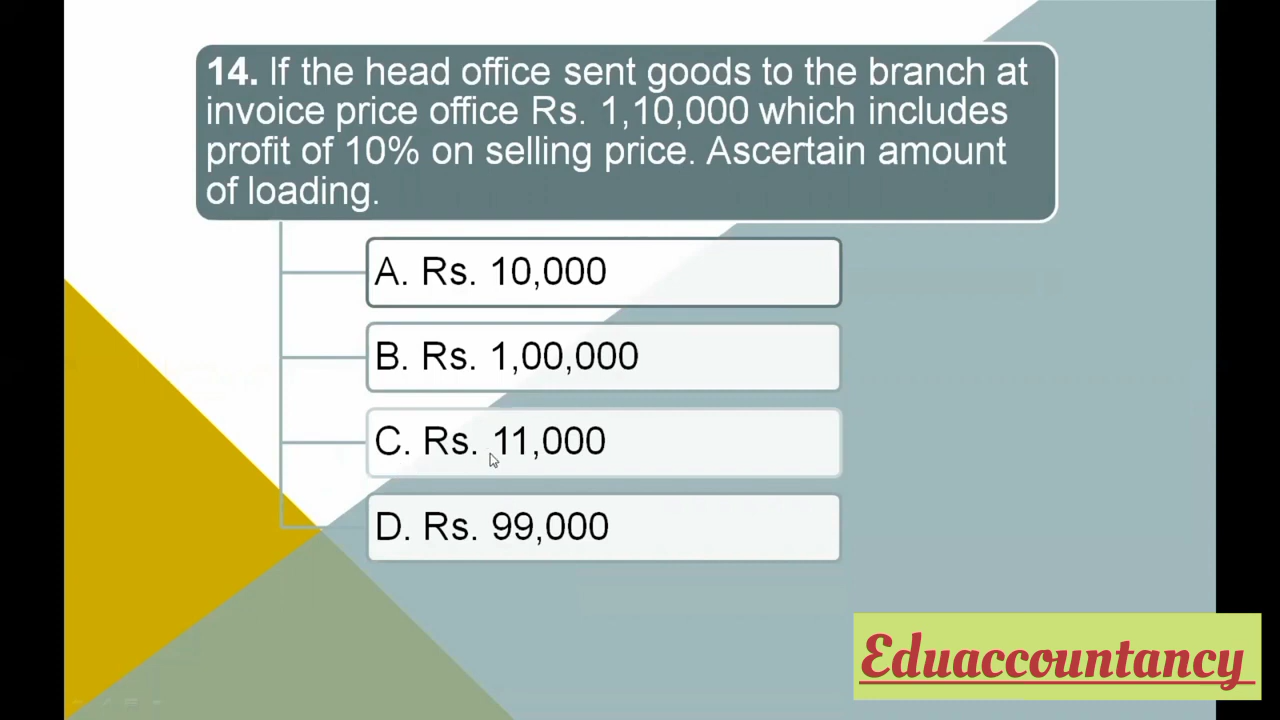 14. If the head office sent goods to the branch at
invoice price office Rs. 1,10,000 which includes
profit of 10% on selling price. Ascertain amount
of loading.
A. Rs. 10,000
B. Rs. 1,00,000
C. Rs. 11,000
D. Rs. 99,000
Eduaccountancy